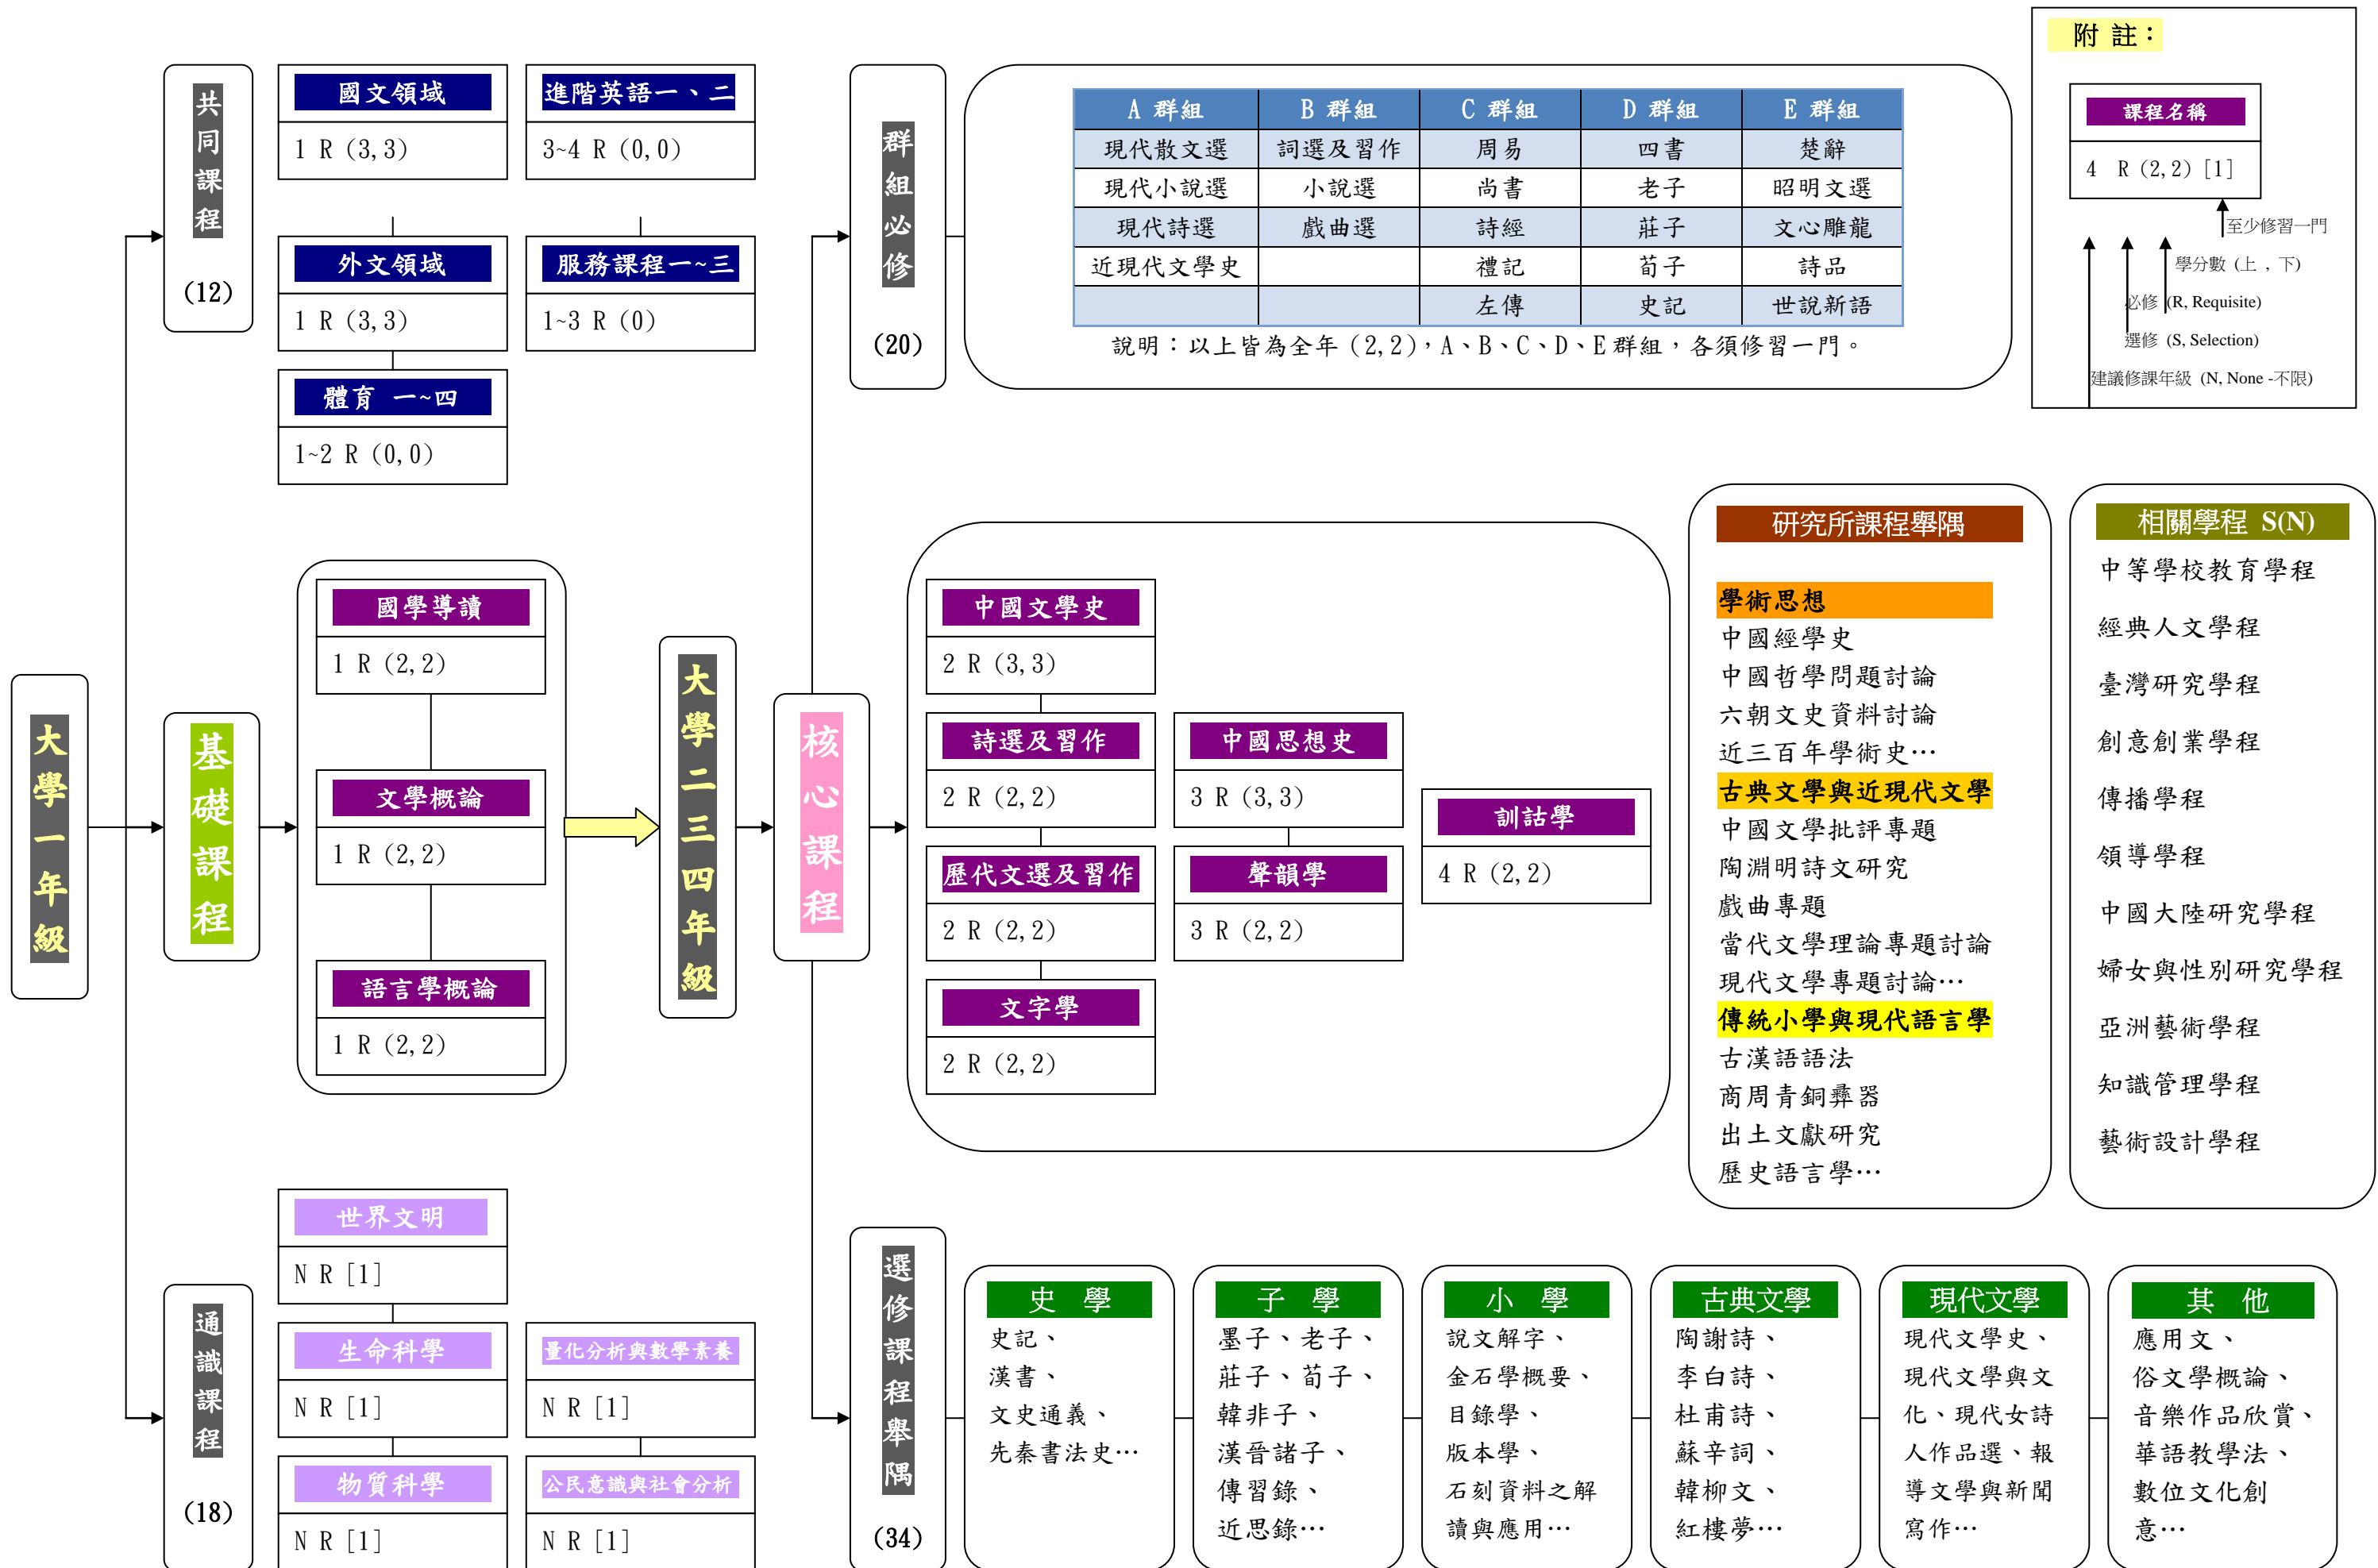 附 註：
課程名稱
4 R (2,2) [1]
至少修習一門
學分數 (上 , 下)
必修 (R, Requisite)
選修 (S, Selection)
建議修課年級 (N, None -不限)
大學一年級
共同課程
(12)
國文領域
1 R (3,3)
進階英語一、二
3~4 R (0,0)
外文領域
1 R (3,3)
服務課程一~三
1~3 R (0)
體育 一~四
1~2 R (0,0)
基礎課程
國學導讀
1 R (2,2)
文學概論
1 R (2,2)
語言學概論
1 R (2,2)
通識課程
(18)
世界文明
N R [1]
生命科學
N R [1]
量化分析與數學素養
N R [1]
物質科學
N R [1]
公民意識與社會分析
N R [1]
大學二三四年級
核心課程
群組必修
(20)
A 群組 B 群組 C 群組 D 群組 E 群組
現代散文選 詞選及習作 周易 四書 楚辭
現代小說選 小說選 尚書 老子 昭明文選
現代詩選 戲曲選 詩經 莊子 文心雕龍
近現代文學史 禮記 荀子 詩品
左傳 史記 世說新語
說明：以上皆為全年 (2,2)，A、B、C、D、E 群組，各須修習一門。
中國文學史
2 R (3,3)
詩選及習作
2 R (2,2)
歷代文選及習作
2 R (2,2)
文字學
2 R (2,2)
中國思想史
3 R (3,3)
聲韻學
3 R (2,2)
訓詁學
4 R (2,2)
研究所課程舉隅
學術思想
中國經學史
中國哲學問題討論
六朝文史資料討論
近三百年學術史…
古典文學與近現代文學
中國文學批評專題
陶淵明詩文研究
戲曲專題
當代文學理論專題討論
現代文學專題討論…
傳統小學與現代語言學
古漢語語法
商周青銅彝器
出土文獻研究
歷史語言學…
相關學程 S(N)
中等學校教育學程
經典人文學程
臺灣研究學程
創意創業學程
傳播學程
領導學程
中國大陸研究學程
婦女與性別研究學程
亞洲藝術學程
知識管理學程
藝術設計學程
選修課程舉隅
(34)
史 學
史記、
漢書、
文史通義、
先秦書法史…
子 學
墨子、老子、
莊子、荀子、
韓非子、
漢晉諸子、
傳習錄、
近思錄…
小 學
說文解字、
金石學概要、
目錄學、
版本學、
石刻資料之解
讀與應用…
古典文學
陶謝詩、
李白詩、
杜甫詩、
蘇辛詞、
韓柳文、
紅樓夢…
現代文學
現代文學史、
現代文學與文
化、現代女詩
人作品選、報
導文學與新聞
寫作…
其 他
應用文、
俗文學概論、
音樂作品欣賞、
華語教學法、
數位文化創
意…